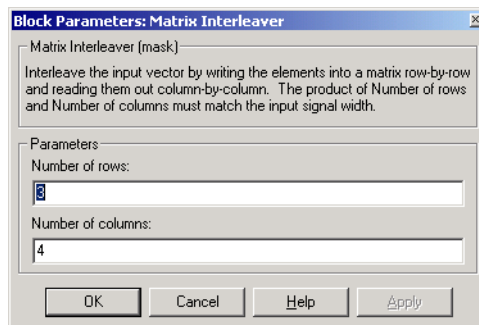 Block Parameters: Matrix Interleaver
Matrix Interleaver (mask)
Interleave the input vector by writing the elements into a matrix row-by-row
and reading them out column-by-column. The product of Number of rows
and Number of columns must match the input signal width.
Parameters
Number of rows:
3
Number of columns:
4
OK Cancel Help Apply